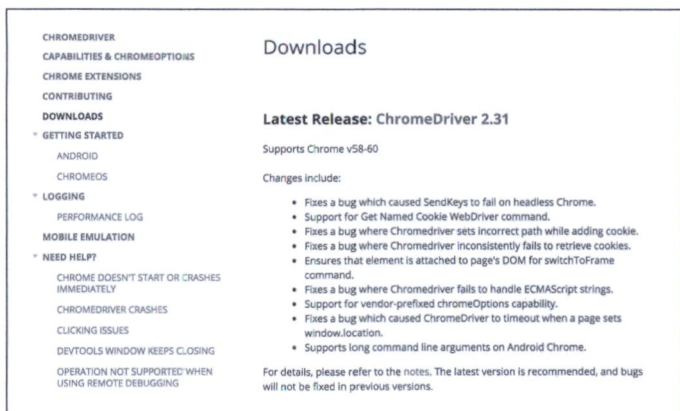 CHROMEDRIVER
CAPABILITIES & CHROMEOPTIONS
CHROME EXTENSIONS
CONTRIBUTING
DOWNLOADS
GETTING STARTED
ANDROID
CHROMEOS
LOGGING
PERFORMANCE LOG
MOBILE EMULATION
NEED HELP?
CHROME DOESN'T START OR CRASHES
IMMEDIATELY
CHROMEDRIVER CRASHES
CLICKING ISSUES
DEVTOOLS WINDOW KEEPS CLOSING
OPERATION NOT SUPPORTED WHEN
USING REMOTE DEBUGGING
Downloads
Latest Release: ChromeDriver 2.31
Supports Chrome v58-60
Changes include:
• Fixes a bug which caused SendKeys to fail on headless Chrome.
• Support for Get Named Cookie WebDriver command.
• Fixes a bug where Chromedriver sets incorrect path while adding cookie.
• Fixes a bug where Chromedriver inconsistently fails to retrieve cookies.
• Ensures that element is attached to page's DOM for switchToFrame
command.
• Fixes a bug where Chromedriver fails to handle ECMAScript strings.
• Support for vendor-prefixed chromeOptions capability.
• Fixes a bug which caused ChromeDriver to timeout when a page sets
window.location.
• Supports long command line arguments on Android Chrome.
For details, please refer to the notes. The latest version is recommended, and bugs
will not be fixed in previous versions.